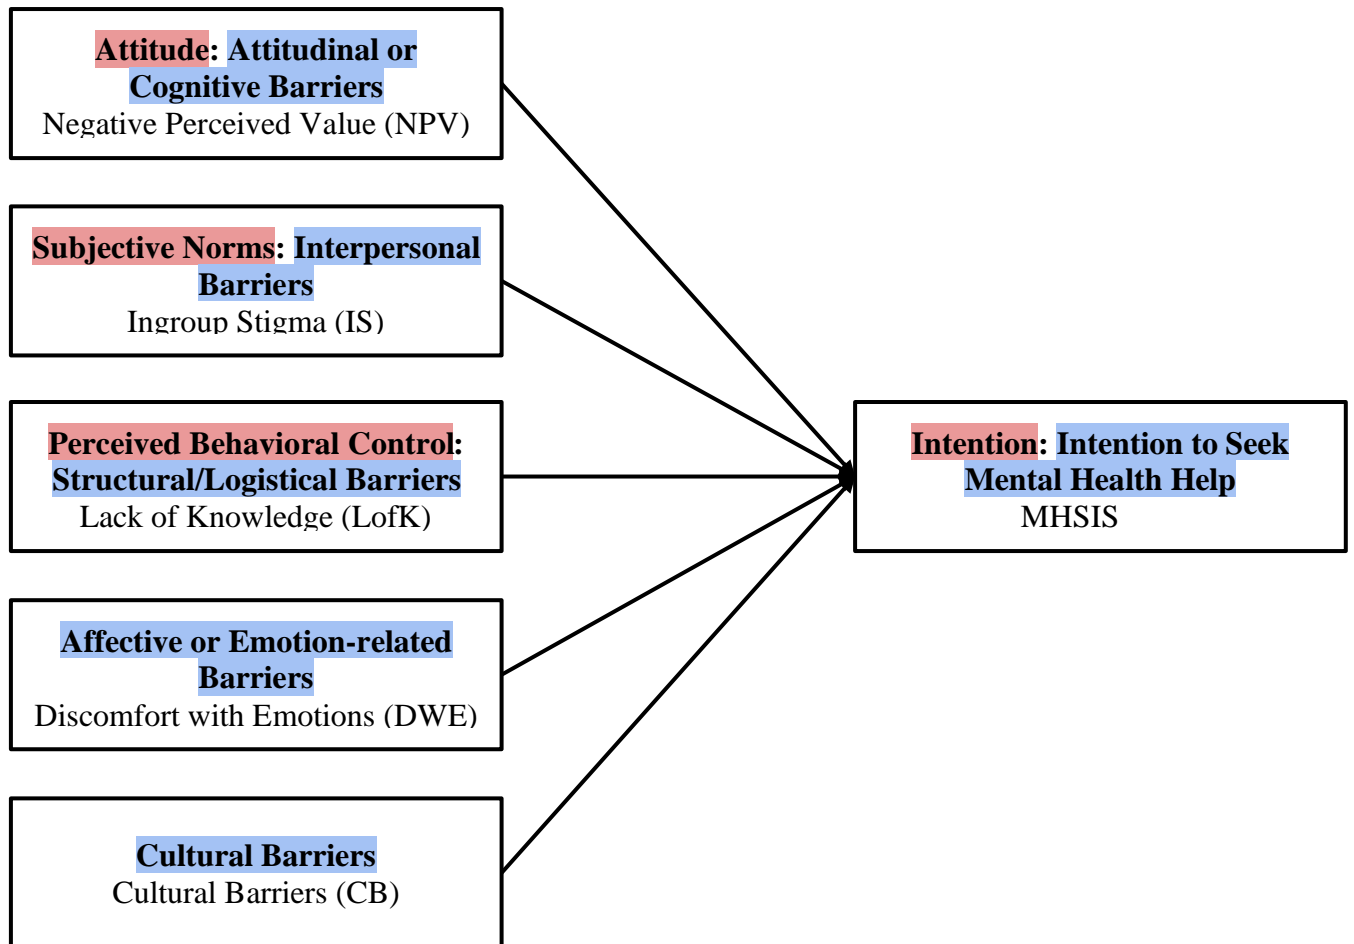 Attitude: Attitudinal or
Cognitive Barriers
Negative Perceived Value (NPV)
Subjective Norms: Interpersonal
Barriers
Ingroup Stigma (IS)
Perceived Behavioral Control:
Structural/Logistical Barriers
Lack of Knowledge (LofK)
Affective or Emotion-related
Barriers
Discomfort with Emotions (DWE)
Cultural Barriers
Cultural Barriers (CB)
Intention: Intention to Seek
Mental Health Help
MHSIS